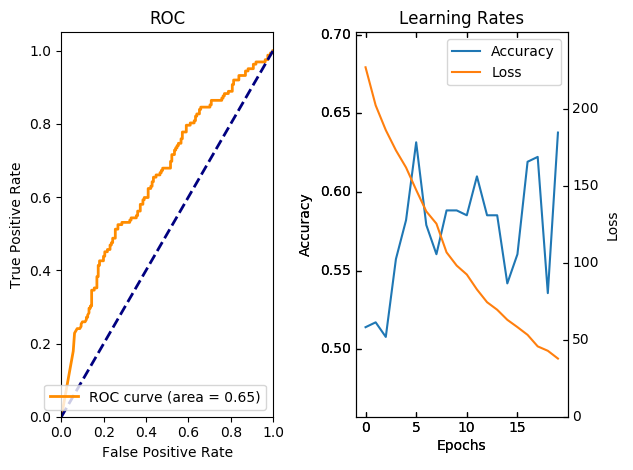 ROC
True Positive Rate
1.0
0.8
0.6
0.4
0.2
0.0
ROC curve (area = 0.65)
0.0 0.2 0.4 0.6 0.8 1.0
False Positive Rate
Learning Rates
Accuracy
0.70
0.65
0.60
0.55
0.50
Accuracy
Loss
200
150
100
50
0
Loss
0 5 10 15
Epochs